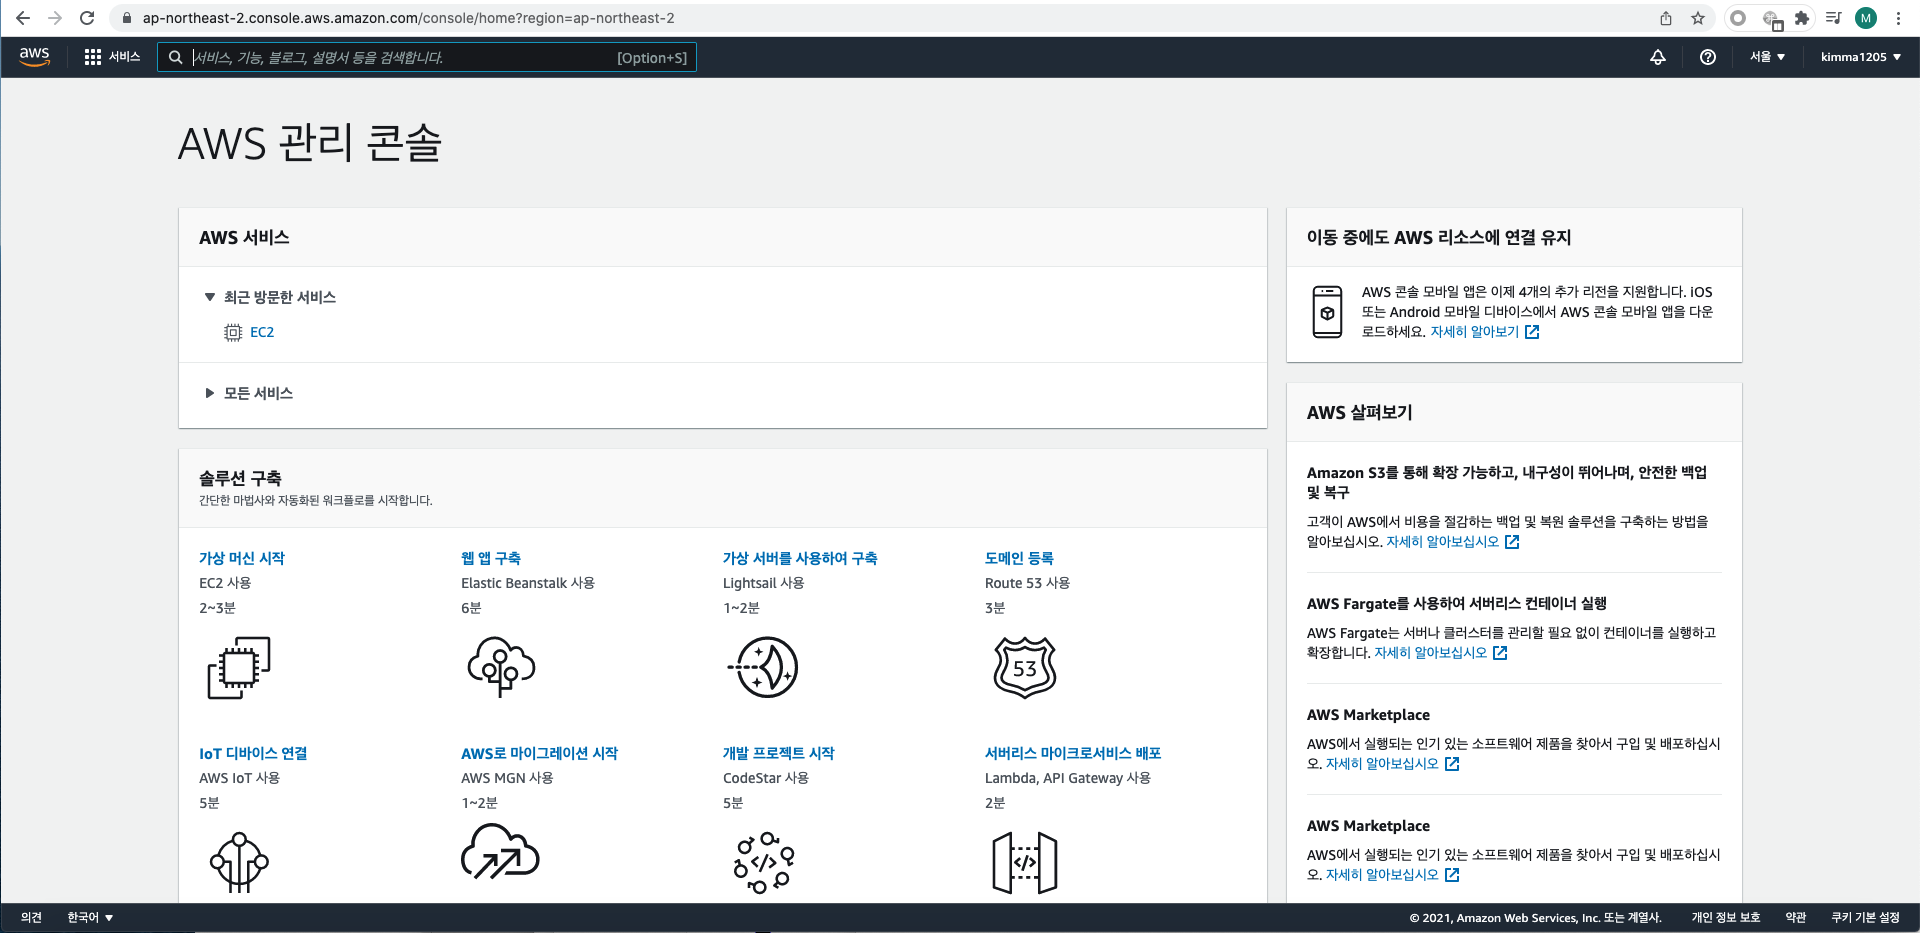 ap-northeast-2.console.aws.amazon.com/console/home?region=ap-northeast-2
M
aws
서비스
서비스, 기능, 블로그, 설명서 등을 검색합니다.
[Option+S]
서울
kimma1205
AWS 관리 콘솔
AWS 서비스
최근 방문한 서비스
EC2
모든 서비스
솔루션 구축
간단한 마법사와 자동화된 워크플로를 시작합니다.
가상 머신 시작
EC2 사용
2~3분
웹 앱 구축
Elastic Beanstalk 사용
6분
가상 서버를 사용하여 구축
Lightsail 사용
1~2분
도메인 등록
Route 53 사용
3분
53
IoT 디바이스 연결
AWS IoT 사용
5분
AWS로 마이그레이션 시작
AWS MGN 사용
1~2분
개발 프로젝트 시작
CodeStar 사용
5분
</>
서버리스 마이크로서비스 배포
Lambda, API Gateway 사용
2분
</>
이동 중에도 AWS 리소스에 연결 유지
AWS 콘솔 모바일 앱은 이제 4개의 추가 리전을 지원합니다. iOS
또는 Android 모바일 디바이스에서 AWS 콘솔 모바일 앱을 다운
로드하세요. 자세히 알아보기
AWS 살펴보기
Amazon S3를 통해 확장 가능하고, 내구성이 뛰어나며, 안전한 백업
및 복구
고객이 AWS에서 비용을 절감하는 백업 및 복원 솔루션을 구축하는 방법을
알아보십시오. 자세히 알아보십시오
AWS Fargate를 사용하여 서버리스 컨테이너 실행
AWS Fargate는 서버나 클러스터를 관리할 필요 없이 컨테이너를 실행하고
확장합니다. 자세히 알아보십시오
AWS Marketplace
AWS에서 실행되는 인기 있는 소프트웨어 제품을 찾아서 구입 및 배포하십시
오. 자세히 알아보십시오
AWS Marketplace
AWS에서 실행되는 인기 있는 소프트웨어 제품을 찾아서 구입 및 배포하십시
오. 자세히 알아보십시오
의견
한국어
© 2021, Amazon Web Services, Inc. 또는 계열사.
개인 정보 보호
약관
쿠키 기본 설정